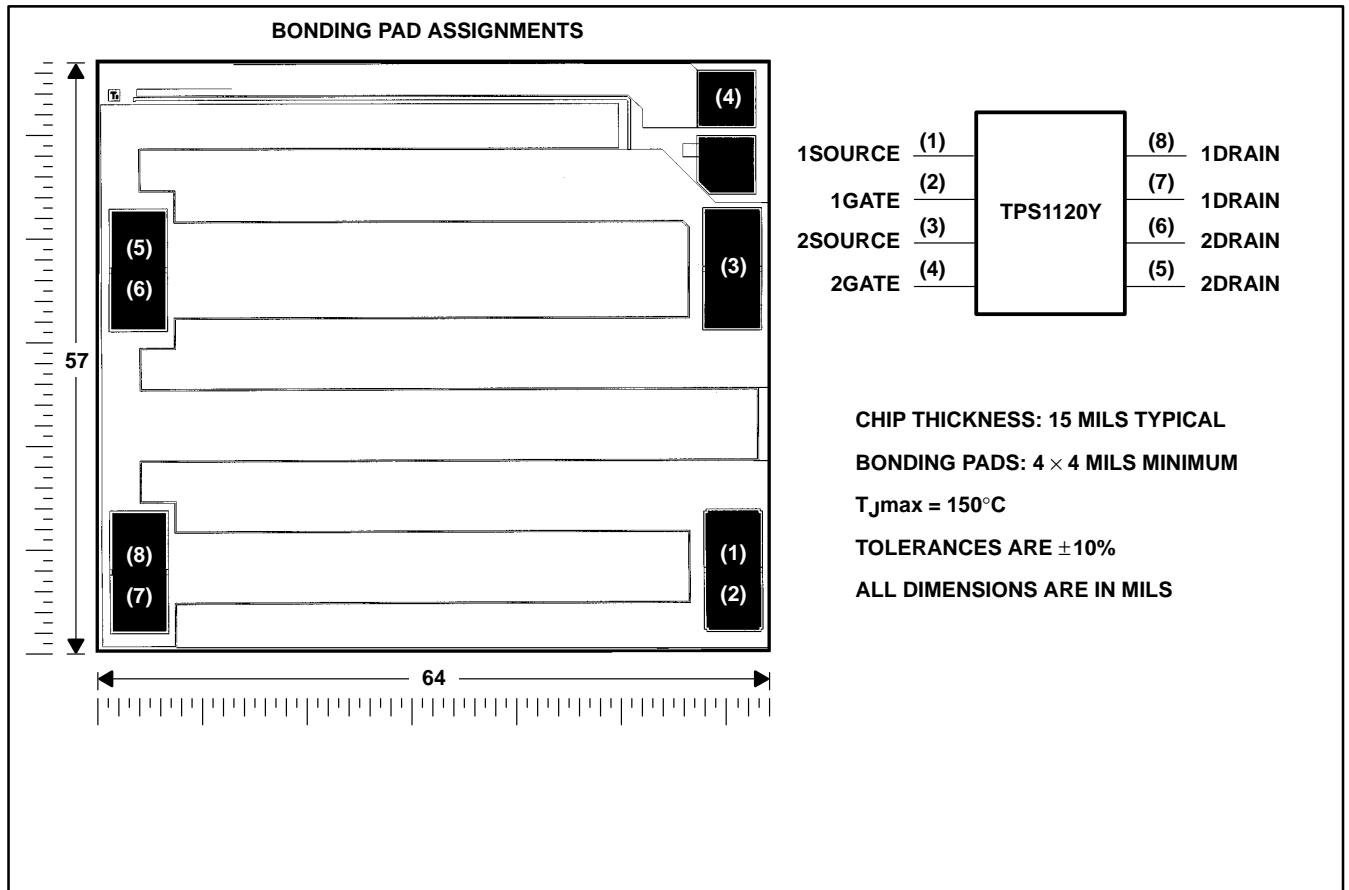 BONDING PAD ASSIGNMENTS
(4)
(5)
(6)
(3)
57
(8)
(7)
(1)
(2)
64
1SOURCE (1)
1GATE (2)
2SOURCE (3)
2GATE (4)
TPS1120Y
(8) 1DRAIN
(7) 1DRAIN
(6) 2DRAIN
(5) 2DRAIN
CHIP THICKNESS: 15 MILS TYPICAL
BONDING PADS: 4 × 4 MILS MINIMUM
TJmax = 150°C
TOLERANCES ARE ±10%
ALL DIMENSIONS ARE IN MILS